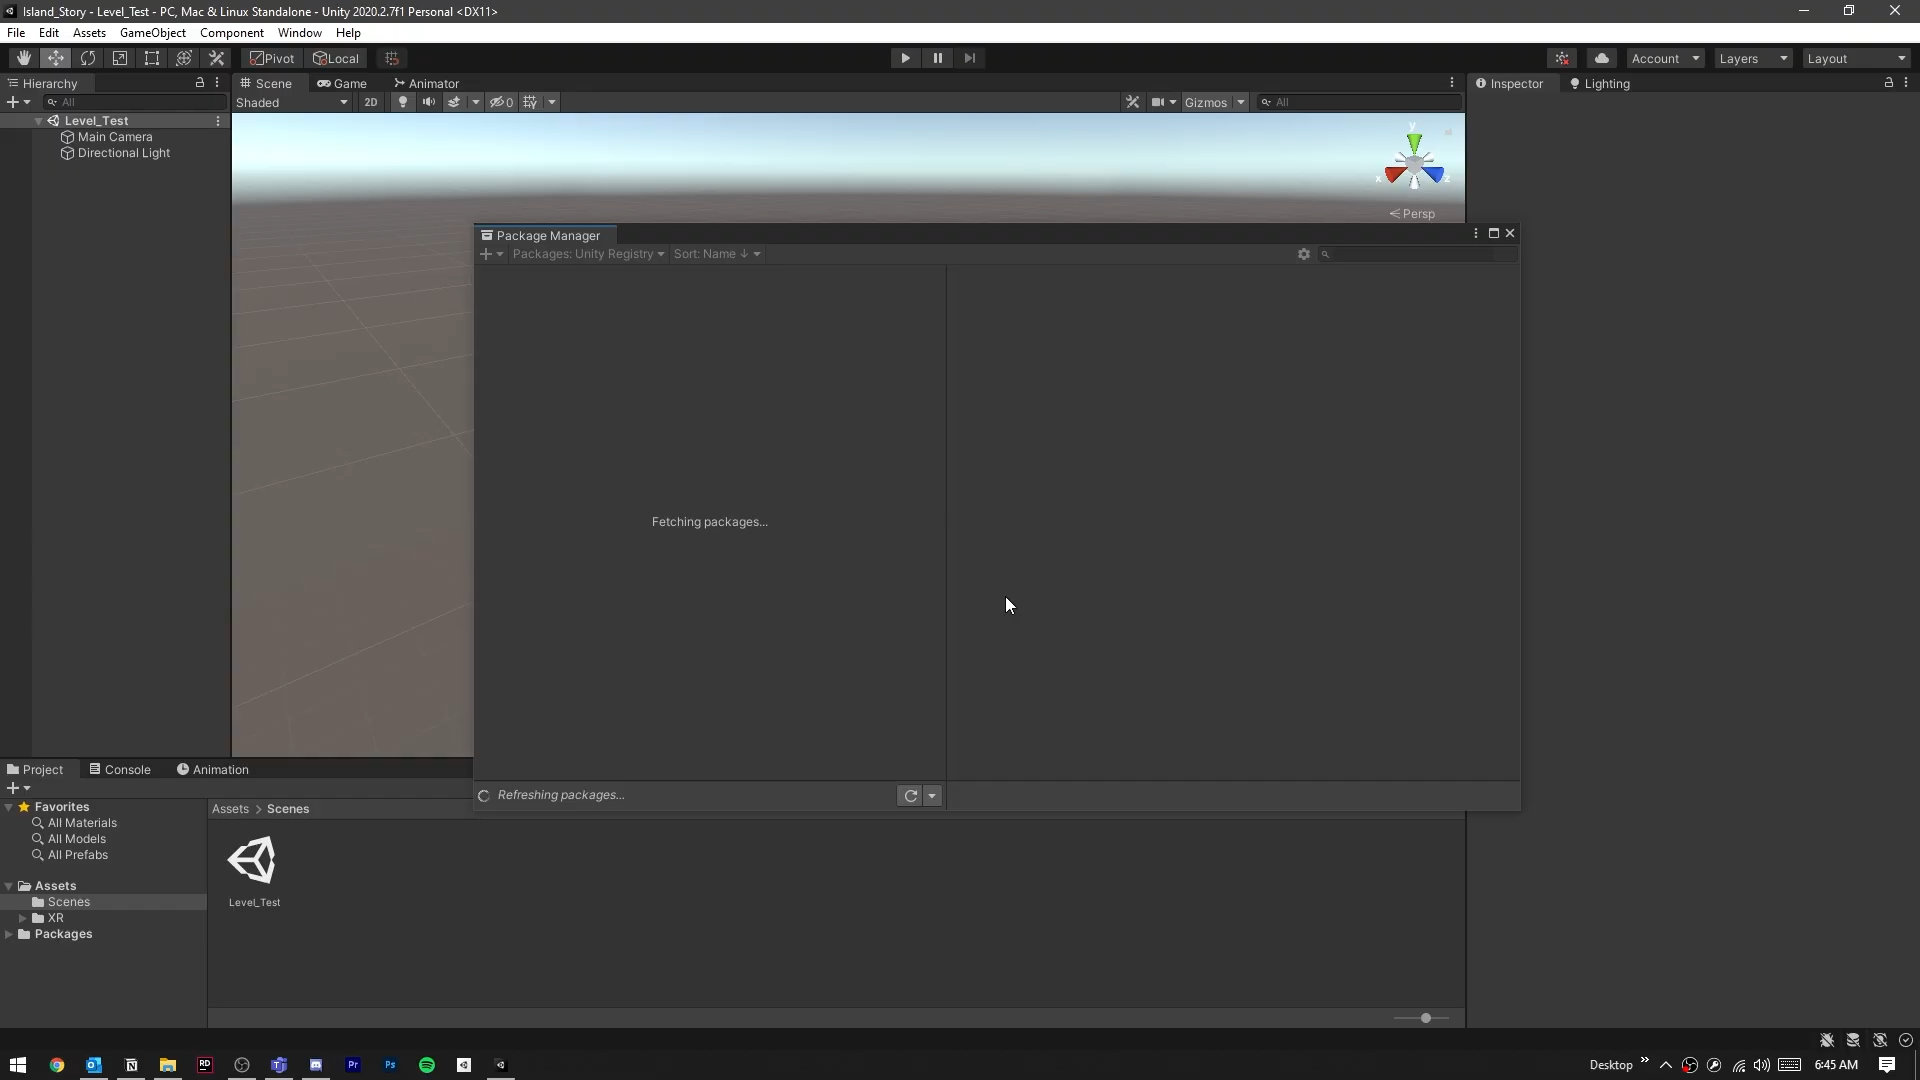 Island_Story - Level_Test - PC, Mac & Linux Standalone - Unity 2020.2.7f1 Personal <DX11>
File Edit Assets GameObject Component Window Help
Pivot Local Account Layers Layout
Hierarchy
All
Level_Test
Main Camera
Directional Light
Scene Game Animator
Shaded 2D 0 Gizmos All
y
x z
Persp
Inspector Lighting
Package Manager
Packages: Unity Registry Sort: Name ↓
Fetching packages...
Refreshing packages...
Project Console Animation
Favorites
All Materials
All Models
All Prefabs
Assets
Scenes
XR
Packages
Assets > Scenes
Level_Test
RD Pr Ps
Desktop 6:45 AM